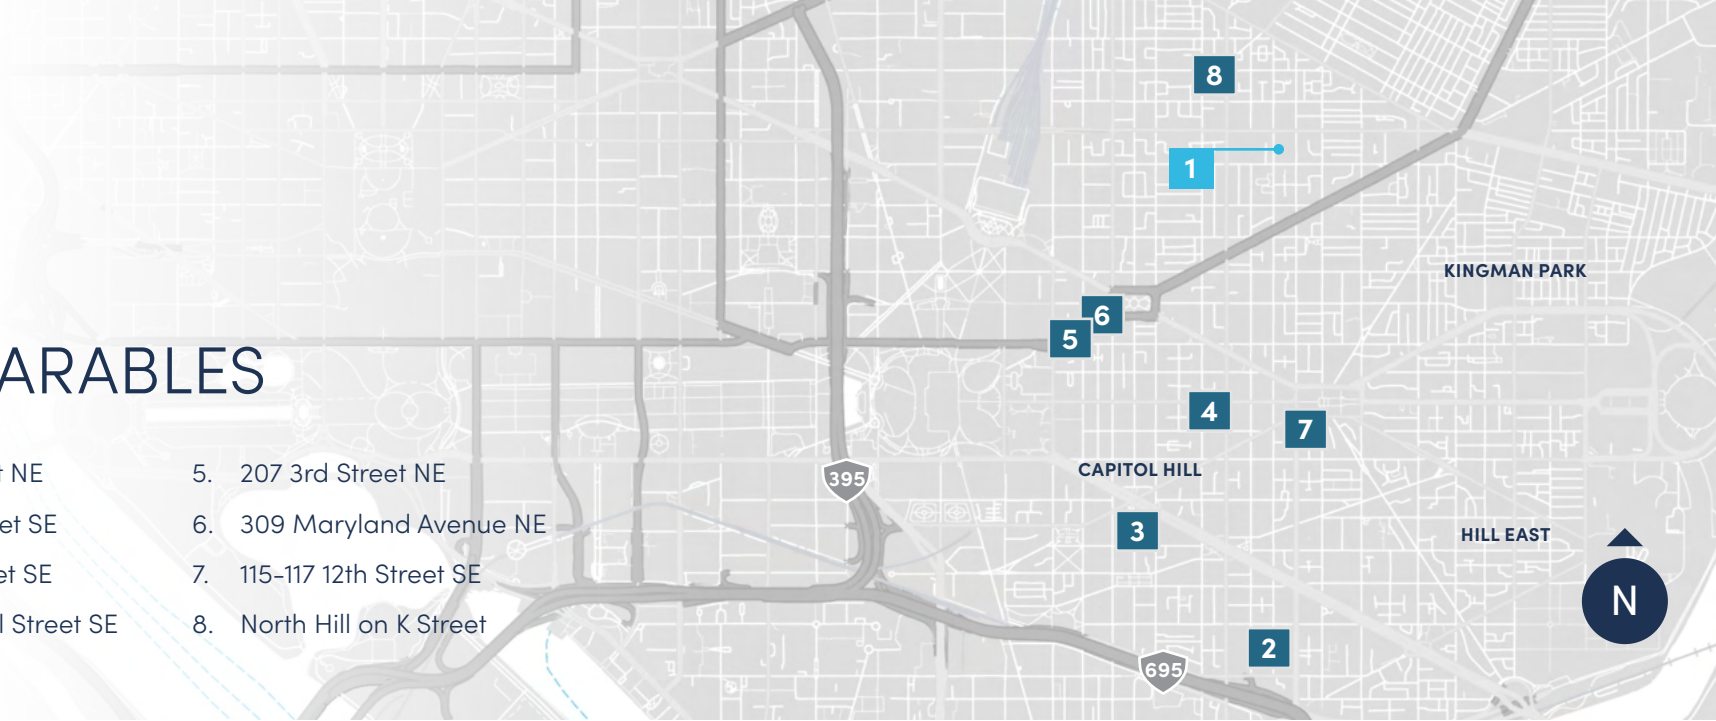 8
1
KINGMAN PARK
6
5
ARABLES
4
7
CAPITOL HILL
395
3
HILL EAST
N
2
695
NE
5. 207 3rd Street NE
SE
6. 309 Maryland Avenue NE
SE
7. 115-117 12th Street SE
Street SE
8. North Hill on K Street